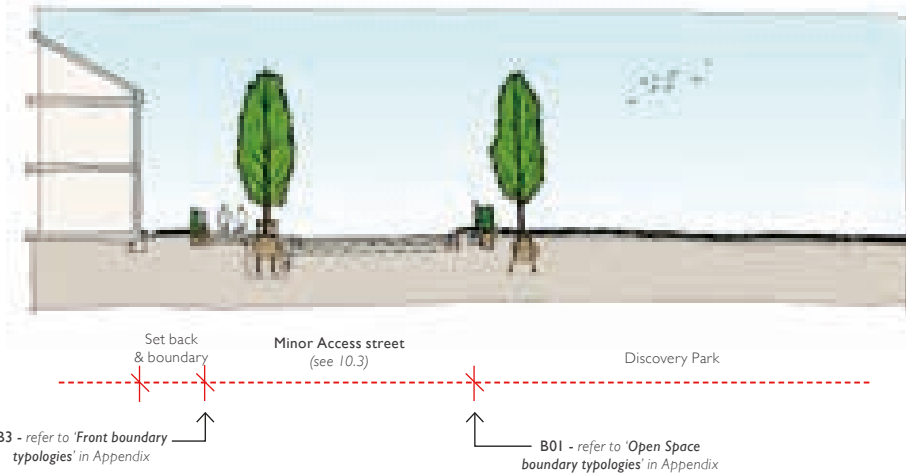 Set back
& boundary
Minor Access street
(see 10.3)
Discovery Park
B3 - refer to ‘Front boundary
typologies’ in Appendix
B01 - refer to ‘Open Space
boundary typologies’ in Appendix